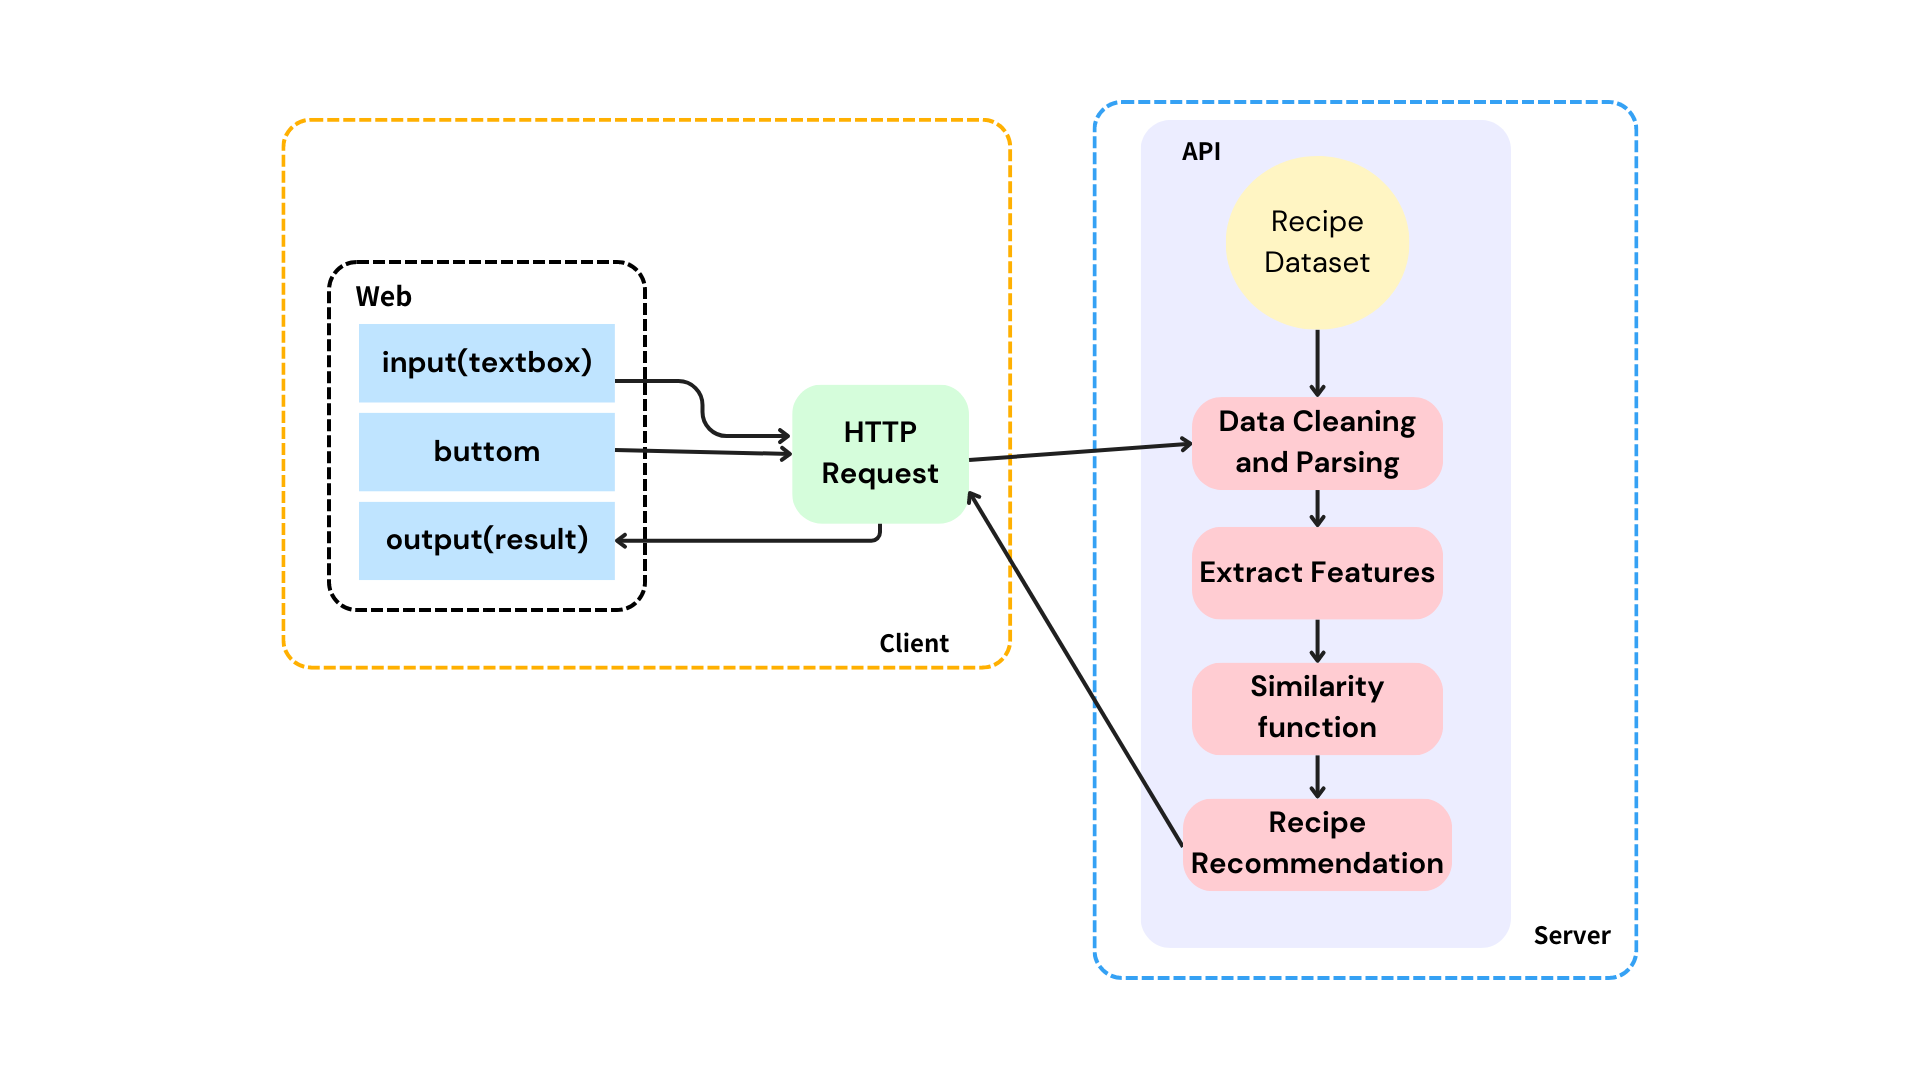 Web
input(textbox)
buttom
output(result)
HTTP
Request
Client
API
Recipe
Dataset
Data Cleaning
and Parsing
Extract Features
Similarity
function
Recipe
Recommendation
Server